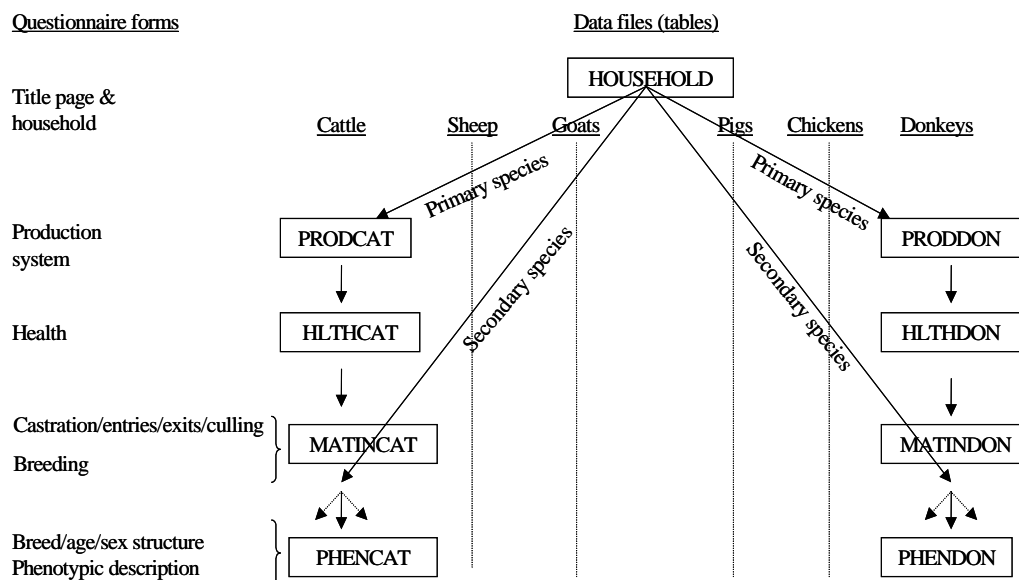 Questionnaire forms
Data files (tables)
HOUSEHOLD
Title page &
household
Cattle
Sheep
Goats
Pigs
Chickens
Donkeys
Primary species
Primary species
Production
system
PRODCAT
PRODDON
Secondary species
Secondary species
Health
HLTHCAT
HLTHDON
Castration/entries/exits/culling
Breeding
MATINCAT
MATINDON
Breed/age/sex structure
Phenotypic description
PHENCAT
PHENDON